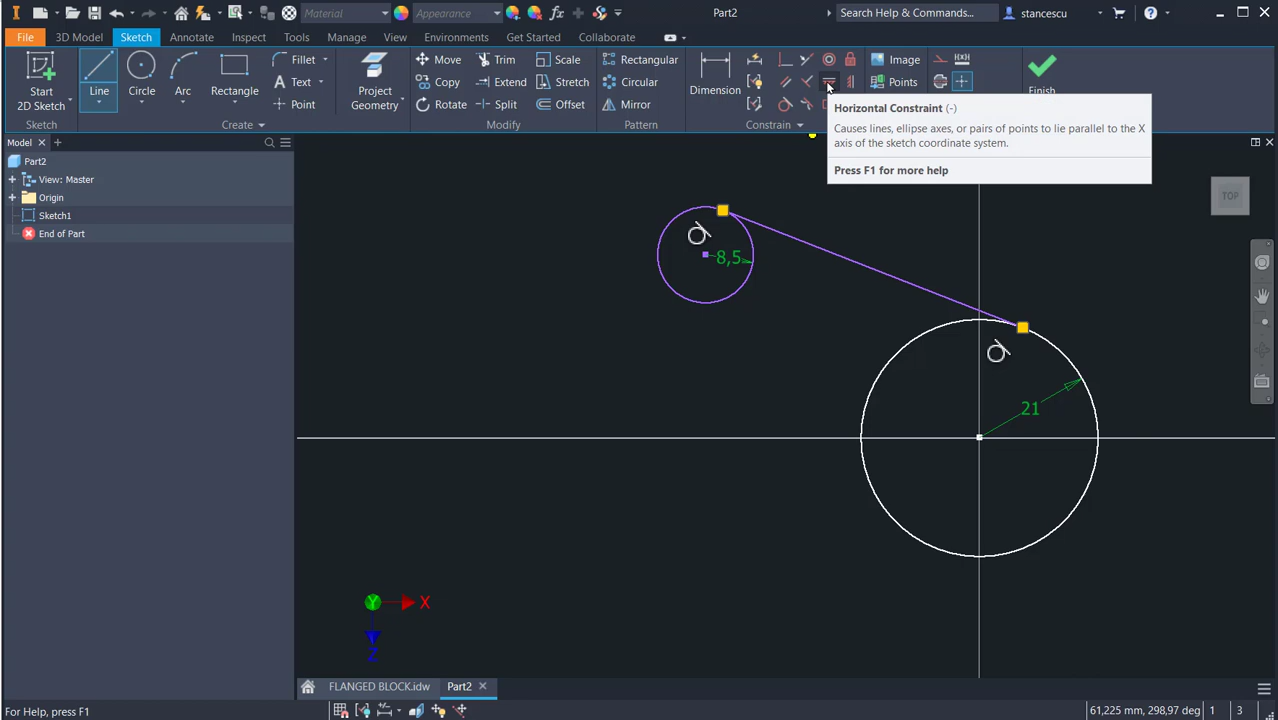 Material
Appearance
Part2
Search Help & Commands...
stancescu
File
3D Model
Sketch
Annotate
Inspect
Tools
Manage
View
Environments
Get Started
Collaborate
Start
2D Sketch
Sketch
Line
Circle
Arc
Rectangle
Fillet
Text
Point
Create
Project
Geometry
Move
Copy
Rotate
Trim
Extend
Split
Scale
Stretch
Offset
Modify
Rectangular
Circular
Mirror
Pattern
Dimension
Constrain
Image
Points
Finish
Horizontal Constraint (-)
Causes lines, ellipse axes, or pairs of points to lie parallel to the X
axis of the sketch coordinate system.
Press F1 for more help
Model
Part2
View: Master
Origin
Sketch1
End of Part
TOP
8,5
21
Y
X
Z
FLANGED BLOCK.idw
Part2
For Help, press F1
61,225 mm, 298,97 deg
1
3